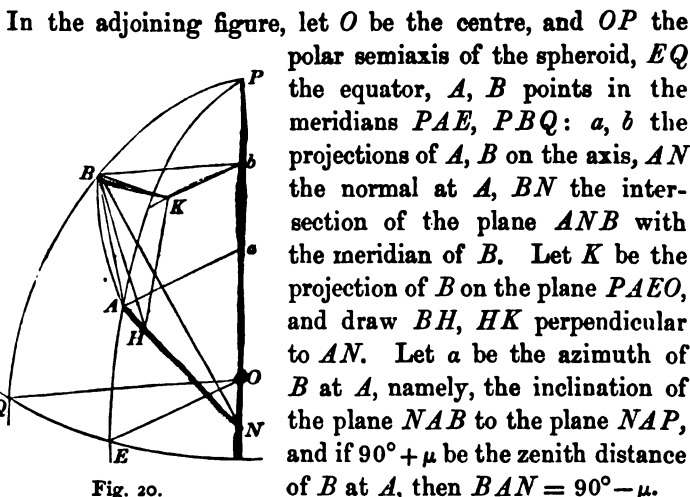 In the adjoining figure, let O be the centre, and OP the
polar semiaxis of the spheroid, EQ
the equator, A, B points in the
meridians PAE, PBQ: a, b the
projections of A, B on the axis, AN
the normal at A, BN the inter-
section of the plane ANB with
the meridian of B. Let K be the
projection of B on the plane PAEO,
and draw BH, HK perpendicular
to AN. Let a be the azimuth of
B at A, namely, the inclination of
the plane NAB to the plane NAP,
and if 90° + μ be the zenith distance
of B at A, then BAN = 90° – μ.
P
B
b
K
a
A
H
O
Q
N
E
Fig. 20.